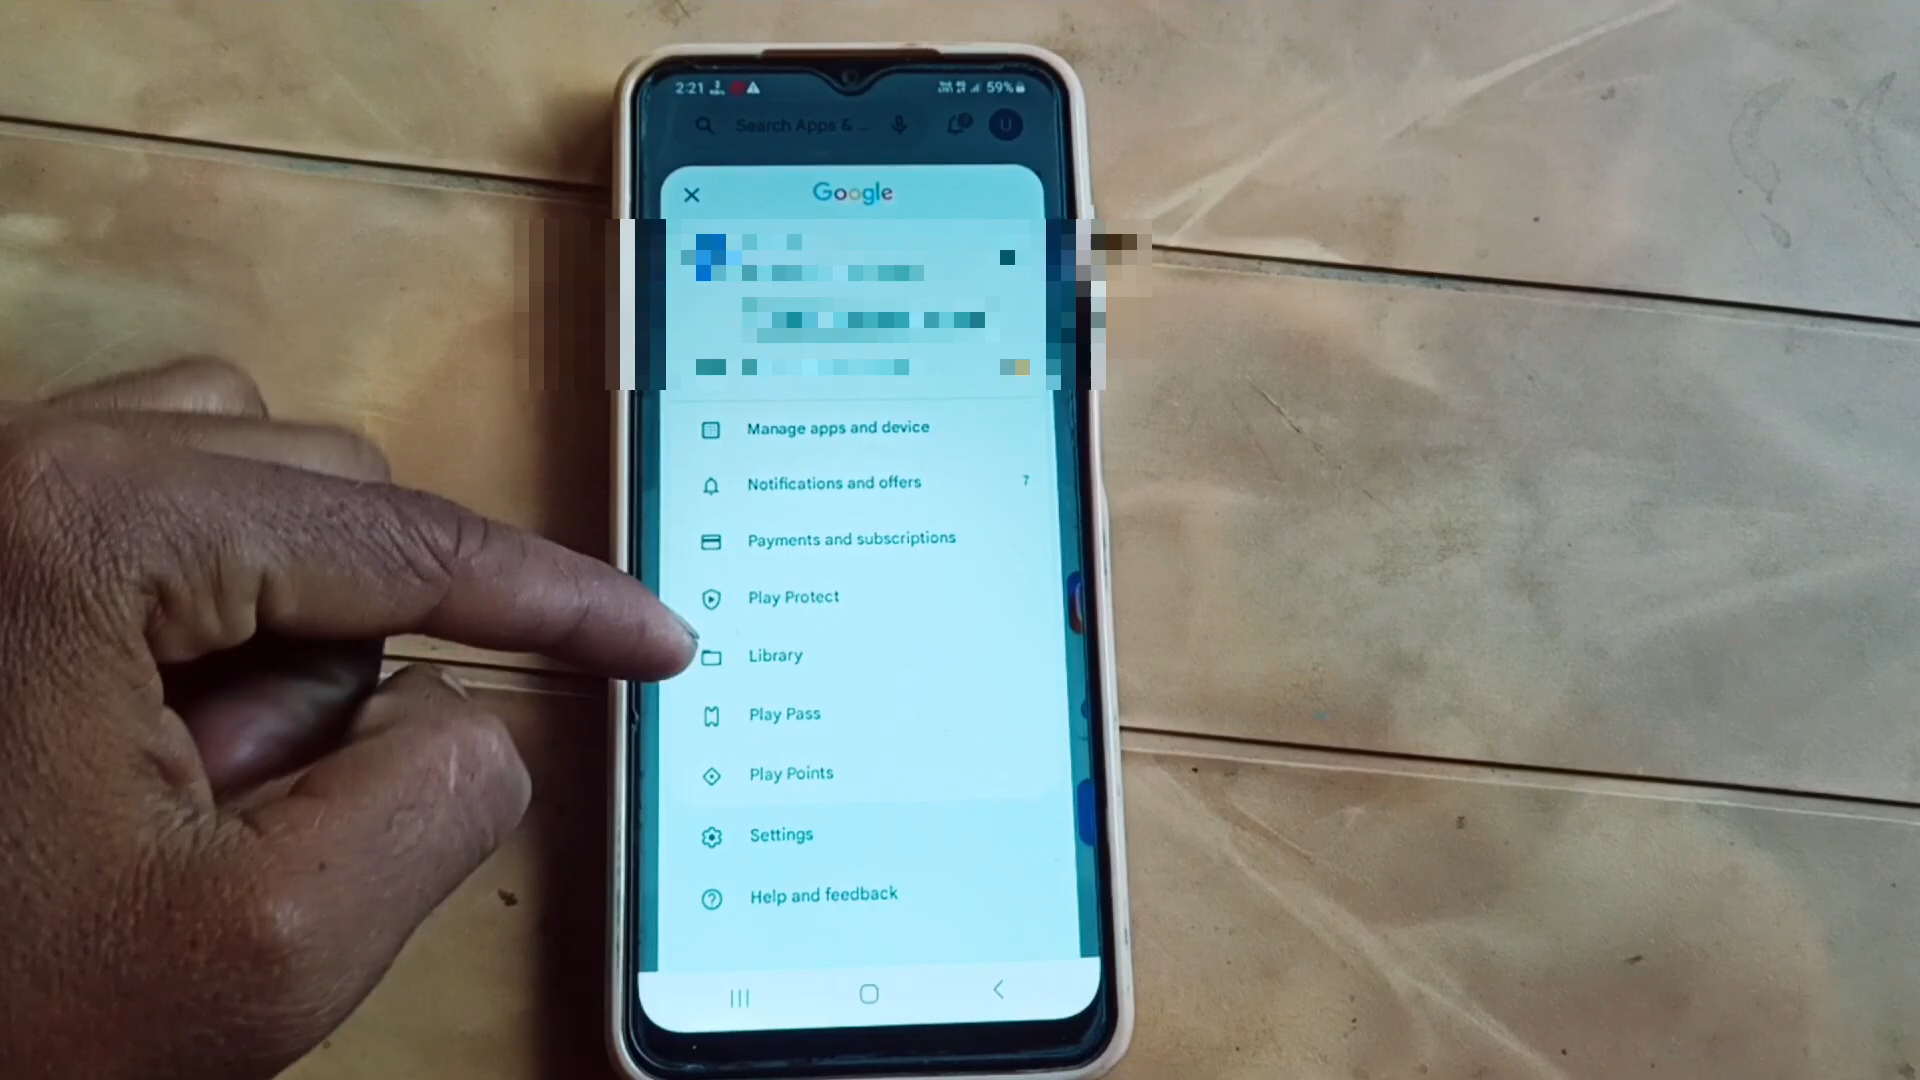 2:21
59%
Search Apps & ...
U
Google
Manage apps and device
Notifications and offers 7
Payments and subscriptions
Play Protect
Library
Play Pass
Play Points
Settings
Help and feedback